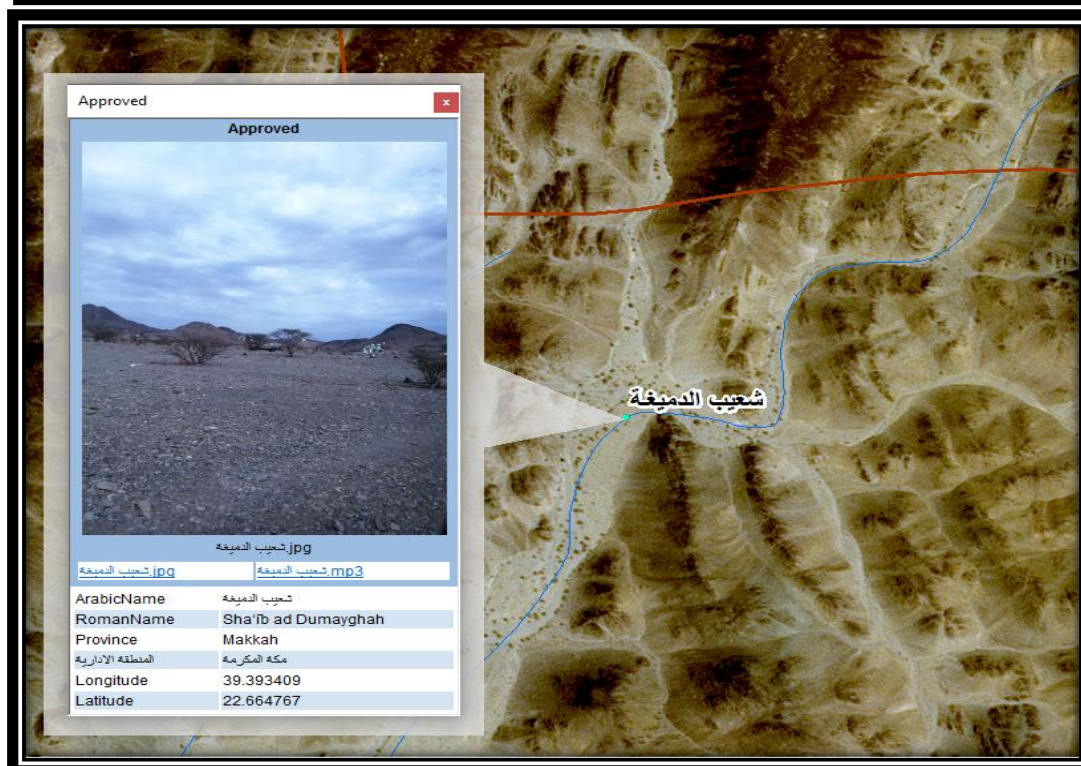 Approved
x
Approved
شعيب الدميغة.jpg
شعيب الدميغة.jpg شعيب الدميغة.mp3
ArabicName شعيب الدميغة
RomanName Sha'īb ad Dumayghah
Province Makkah
المنطقة الادارية مكة المكرمة
Longitude 39.393409
Latitude 22.664767
شعيب الدميغة